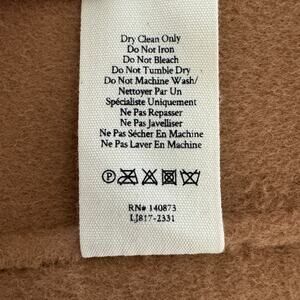 Dry Clean Only
Do Not Iron
Do Not Bleach
Do Not Tumble Dry
Do Not Machine Wash/
Nettoyer Par Un
Spécialiste Uniquement
Ne Pas Repasser
Ne Pas Javelliser
Ne Pas Sécher En Machine
Ne Pas Laver En Machine
P
RN# 140873
LJ817-2331